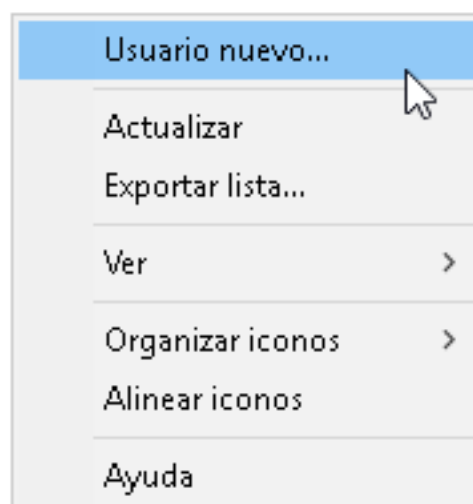 Usuario nuevo...
Actualizar
Exportar lista...
Ver
Organizar iconos
Alinear iconos
Ayuda